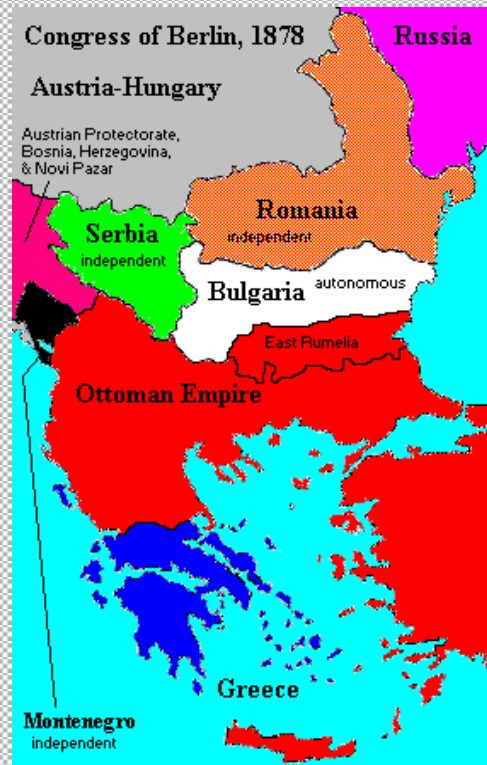 Congress of Berlin, 1878
Russia
Austria-Hungary
Austrian Protectorate,
Bosnia, Herzegovina,
& Novi Pazar
Romania
independent
Serbia
independent
Bulgaria autonomous
East Rumelia
Ottoman Empire
Greece
Montenegro
independent